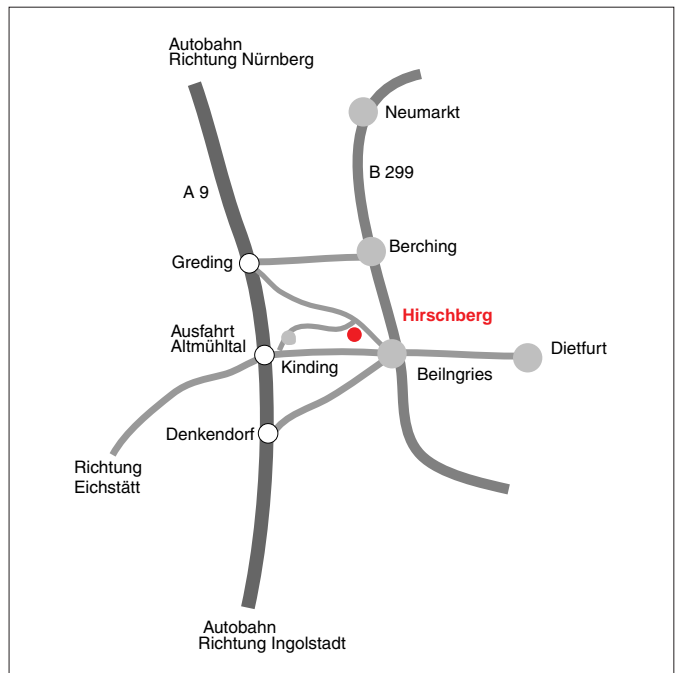 Autobahn
Richtung Nürnberg
Neumarkt
B 299
A 9
Berching
Greding
Hirschberg
Ausfahrt
Altmühltal
Dietfurt
Kinding
Beilngries
Denkendorf
Richtung
Eichstätt
Autobahn
Richtung Ingolstadt